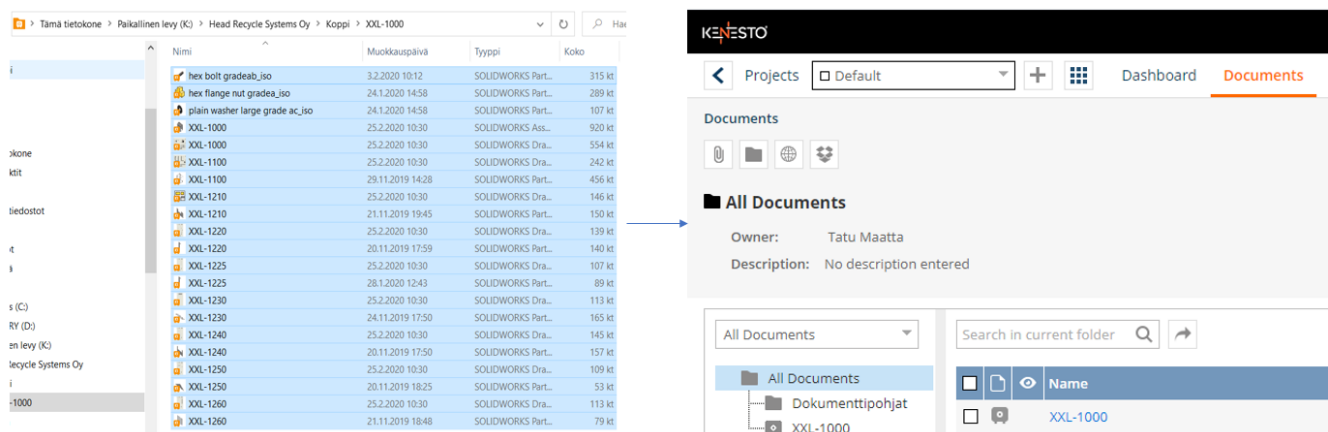 > Tämä tietokone > Paikallinen levy (K:) > Head Recycle Systems Oy > Koppi > XXL-1000
Nimi Muokkauspäivä Tyyppi Koko
hex bolt gradeab_iso 3.2.2020 10:12 SOLIDWORKS Part... 315 kt
hex flange nut gradea_iso 24.1.2020 14:58 SOLIDWORKS Part... 289 kt
plain washer large grade ac_iso 24.1.2020 14:58 SOLIDWORKS Part... 107 kt
XXL-1000 25.2.2020 10:30 SOLIDWORKS Ass... 920 kt
XXL-1000 25.2.2020 10:30 SOLIDWORKS Dra... 554 kt
XXL-1100 25.2.2020 10:30 SOLIDWORKS Dra... 242 kt
XXL-1100 29.11.2019 14:28 SOLIDWORKS Part... 456 kt
XXL-1210 25.2.2020 10:30 SOLIDWORKS Dra... 146 kt
XXL-1210 21.11.2019 19:45 SOLIDWORKS Part... 150 kt
XXL-1220 25.2.2020 10:30 SOLIDWORKS Dra... 139 kt
XXL-1220 20.11.2019 17:59 SOLIDWORKS Part... 140 kt
XXL-1225 25.2.2020 10:30 SOLIDWORKS Dra... 107 kt
XXL-1225 28.1.2020 12:43 SOLIDWORKS Part... 89 kt
XXL-1230 25.2.2020 10:30 SOLIDWORKS Dra... 113 kt
XXL-1230 24.11.2019 17:50 SOLIDWORKS Part... 165 kt
XXL-1240 25.2.2020 10:30 SOLIDWORKS Dra... 145 kt
XXL-1240 20.11.2019 17:50 SOLIDWORKS Part... 157 kt
XXL-1250 25.2.2020 10:30 SOLIDWORKS Dra... 109 kt
XXL-1250 20.11.2019 18:25 SOLIDWORKS Part... 53 kt
XXL-1260 25.2.2020 10:30 SOLIDWORKS Dra... 113 kt
XXL-1260 21.11.2019 18:48 SOLIDWORKS Part... 79 kt
okone
ktit
tiedostot
s (C:)
RY (D:)
en levy (K:)
Recycle Systems Oy
-1000
KENESTO
Projects Default Dashboard Documents
Documents
All Documents
Owner: Tatu Maatta
Description: No description entered
All Documents Search in current folder
All Documents Name
Dokumenttipohjat
XXL-1000 XXL-1000